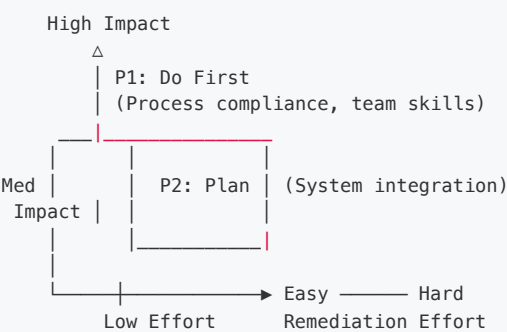 High Impact
P1: Do First
(Process compliance, team skills)
Med P2: Plan (System integration)
Impact
Easy Hard
Low Effort Remediation Effort